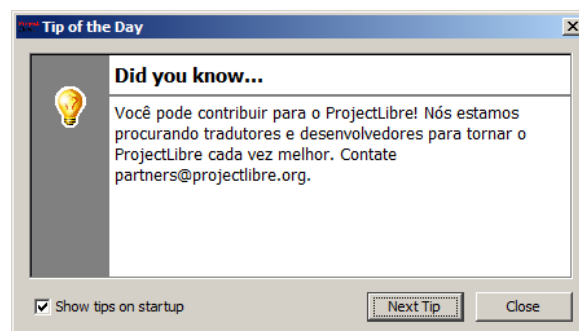 Tip of the Day
Did you know...
Você pode contribuir para o ProjectLibre! Nós estamos
procurando tradutores e desenvolvedores para tornar o
ProjectLibre cada vez melhor. Contate
partners@projectlibre.org.
Show tips on startup
Next Tip
Close